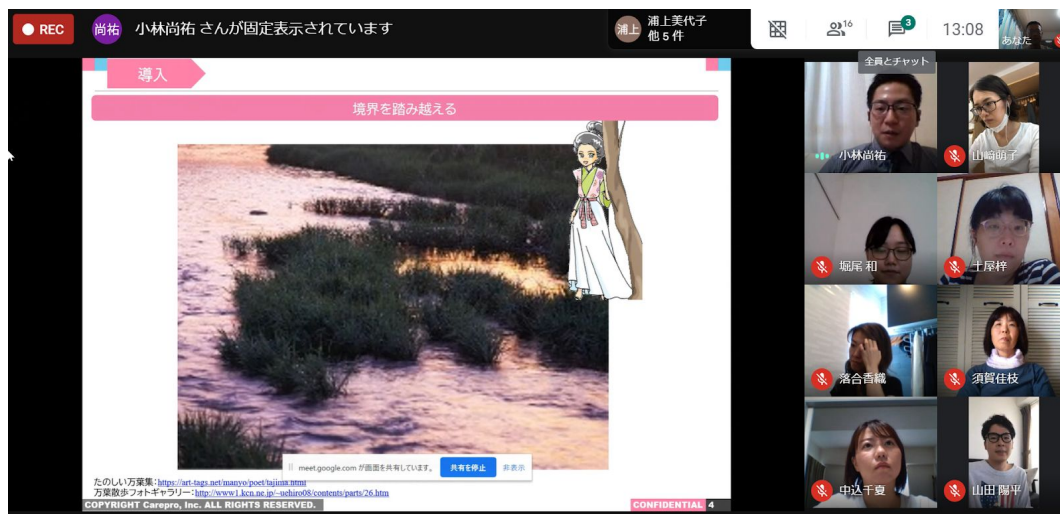 REC
尚祐
小林尚祐 さんが固定表示されています
浦上
浦上美代子
他 5 件
16
3
13:08
あなた
全員とチャット
導入
境界を踏み越える
meet.google.com が画面を共有しています。
共有を停止
非表示
たのしい万葉集:https://art-tags.net/manyo/poet/tajima.html
万葉散歩フォトギャラリー:http://www1.kcn.ne.jp/~uehiro08/contents/parts/26.htm
COPYRIGHT Carepro, Inc. ALL RIGHTS RESERVED.
CONFIDENTIAL 4
小林尚祐
山崎萌子
堀尾 和
土屋梓
落合香織
須賀佳枝
中込千夏
山田 陽平